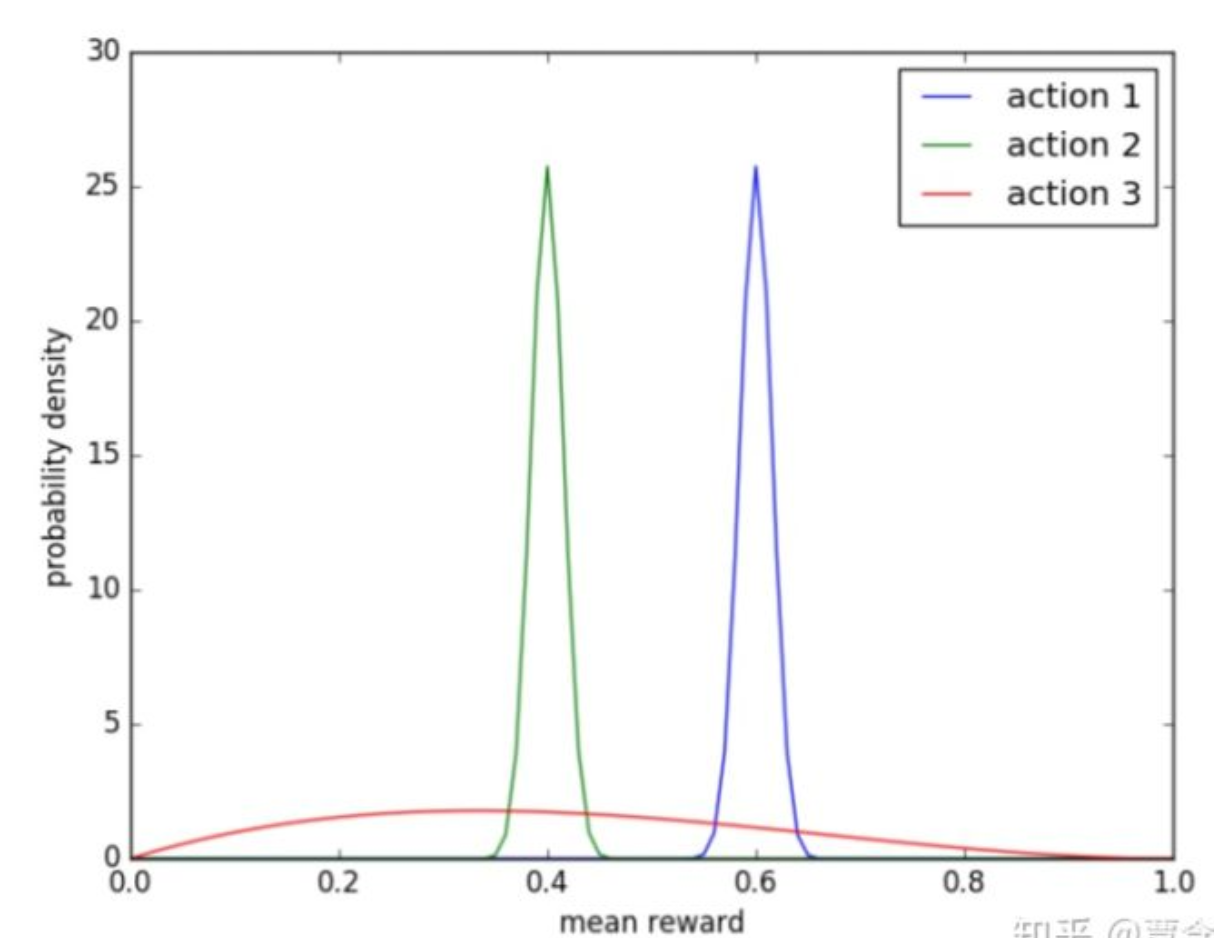 30
25
20
15
10
5
0
probability density
action 1
action 2
action 3
0.0 0.2 0.4 0.6 0.8 1.0
mean reward
知乎